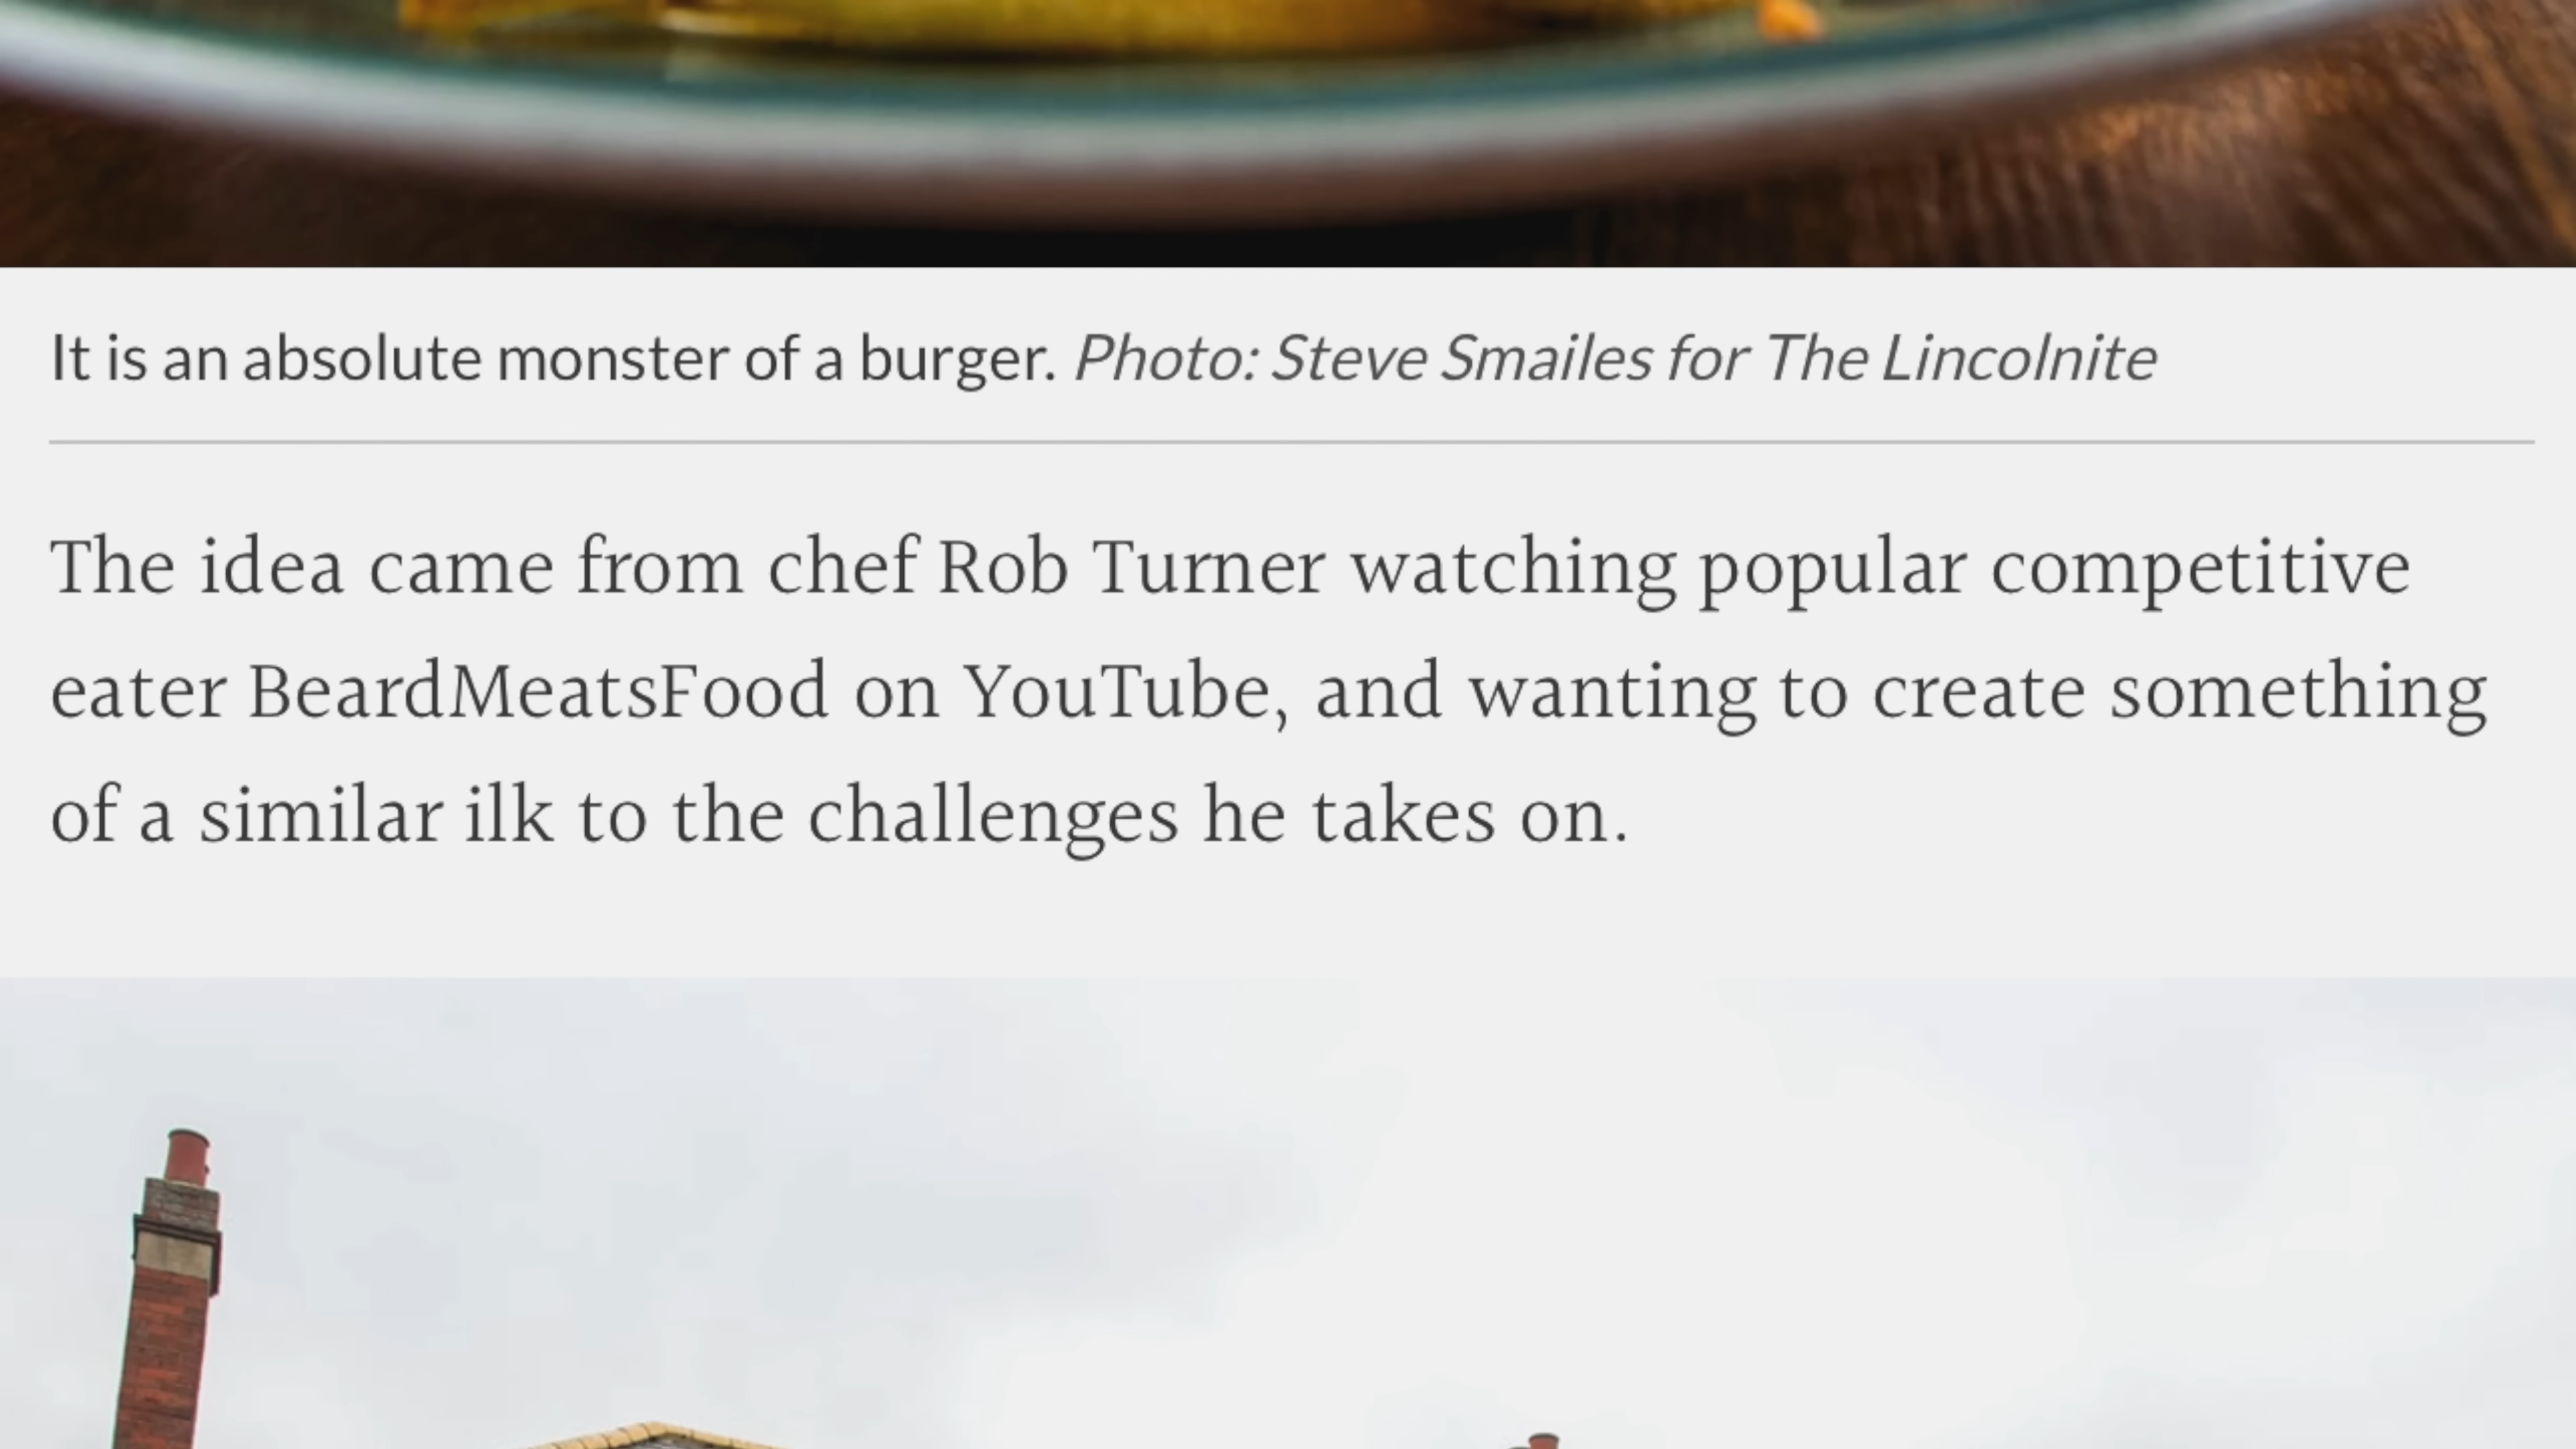 It is an absolute monster of a burger. Photo: Steve Smailes for The Lincolnite
The idea came from chef Rob Turner watching popular competitive
eater BeardMeatsFood on YouTube, and wanting to create something
of a similar ilk to the challenges he takes on.